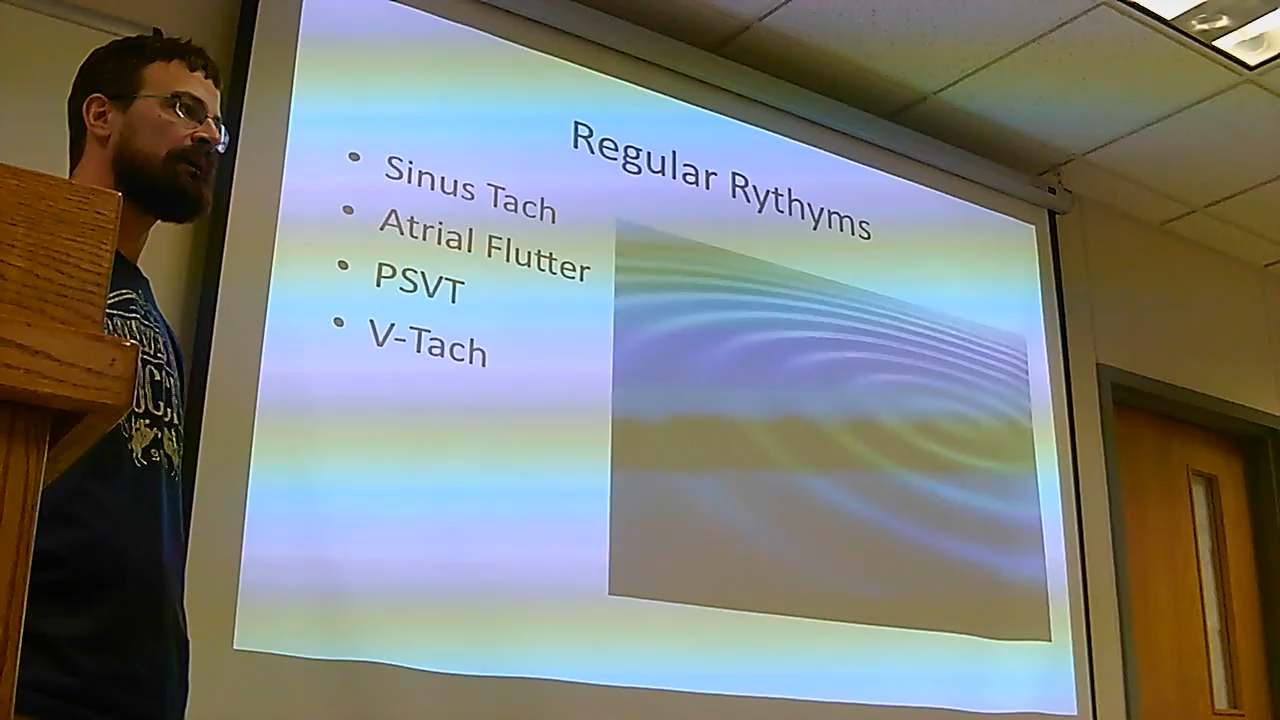 Regular Rythyms
• Sinus Tach
• Atrial Flutter
• PSVT
• V-Tach